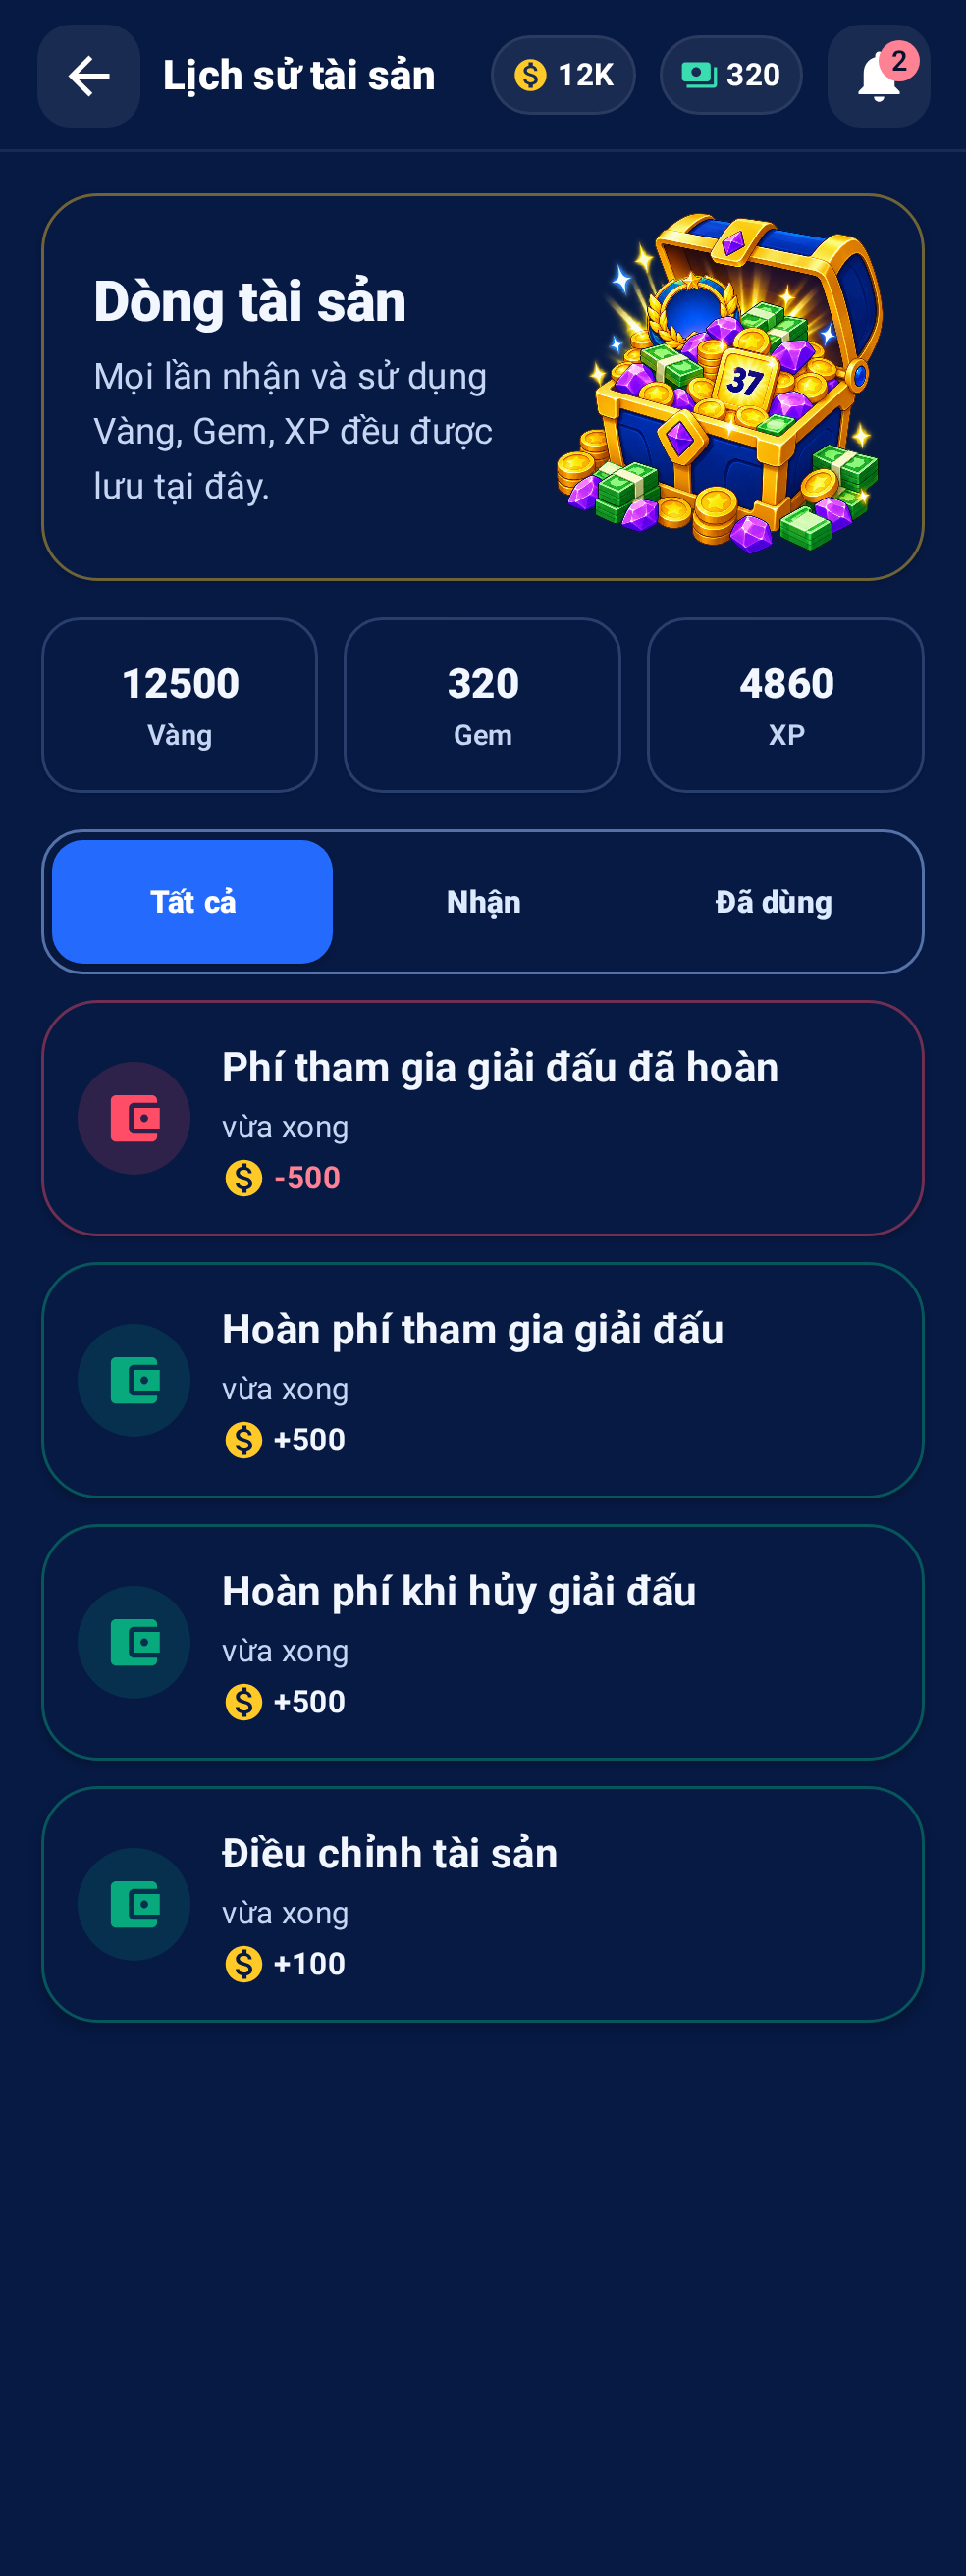 Lịch sử tài sản
12K
320
2
Dòng tài sản
Mọi lần nhận và sử dụng
Vàng, Gem, XP đều được
lưu tại đây.
37
12500
Vàng
320
Gem
4860
XP
Tất cả
Nhận
Đã dùng
Phí tham gia giải đấu đã hoàn
vừa xong
-500
Hoàn phí tham gia giải đấu
vừa xong
+500
Hoàn phí khi hủy giải đấu
vừa xong
+500
Điều chỉnh tài sản
vừa xong
+100